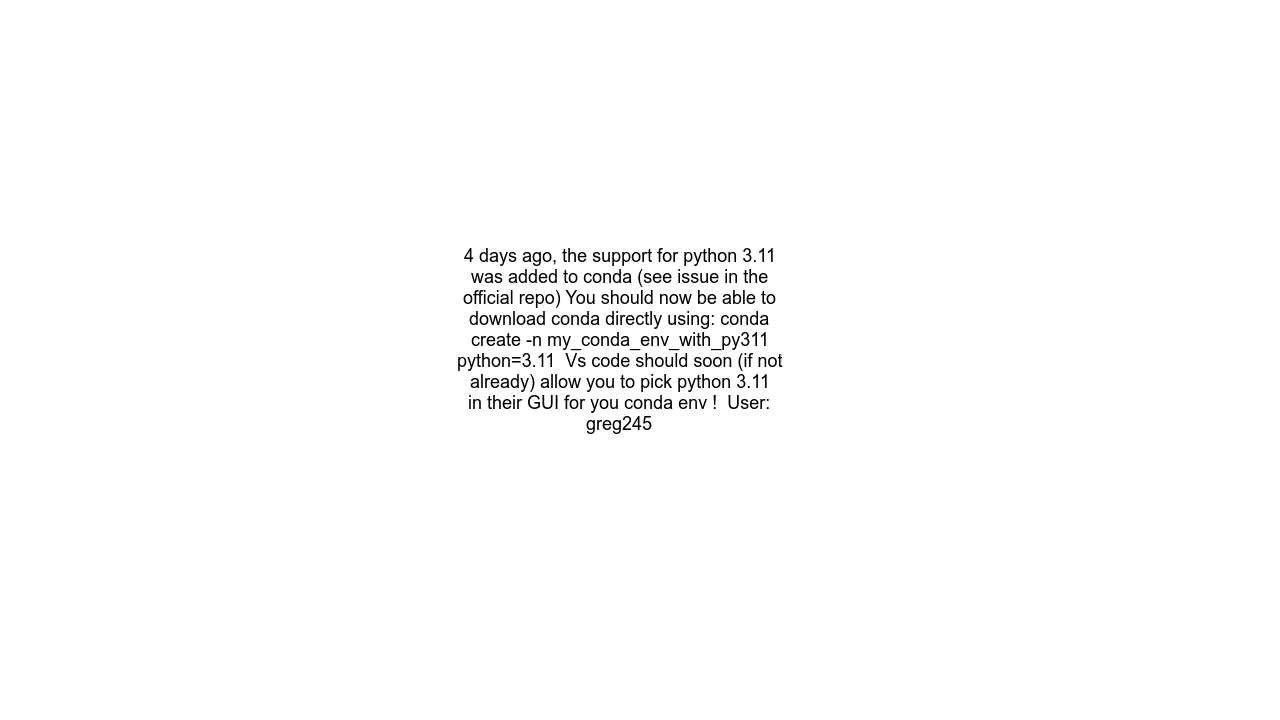 4 days ago, the support for python 3.11
was added to conda (see issue in the
official repo) You should now be able to
download conda directly using: conda
create -n my_conda_env_with_py311
python=3.11  Vs code should soon (if not
already) allow you to pick python 3.11
in their GUI for you conda env !  User:
greg245